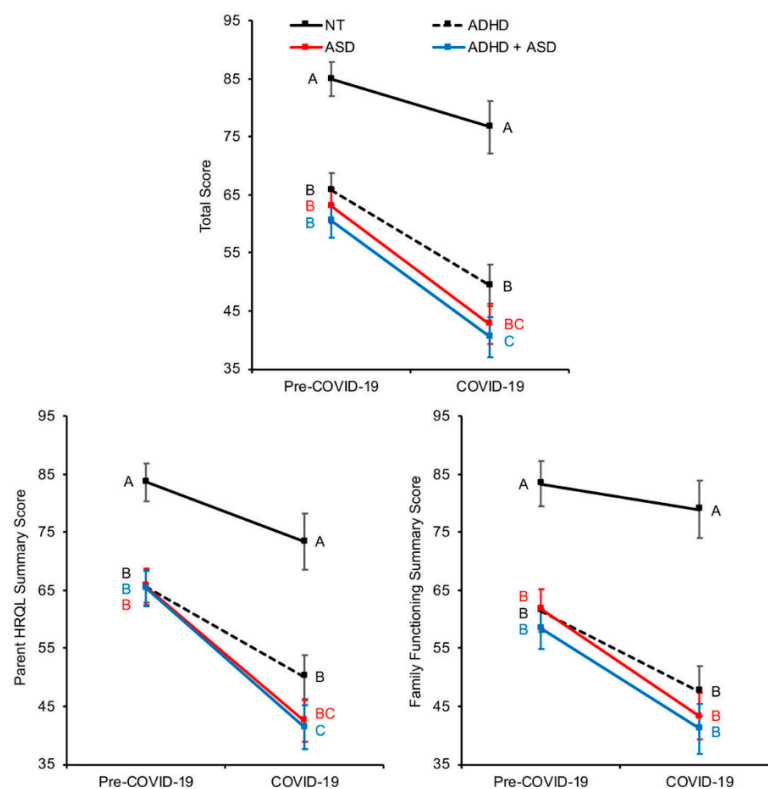 95
NT
ADHD
ASD
ADHD + ASD
85
A
A
75
Total Score
65
B
B
B
55
B
45
BC
C
35
Pre-COVID-19
COVID-19
95
85
A
A
75
Parent HRQL Summary Score
65
B
B
B
55
B
45
BC
C
35
Pre-COVID-19
COVID-19
95
85
A
A
75
Family Functioning Summary Score
65
B
B
B
55
B
45
B
B
35
Pre-COVID-19
COVID-19